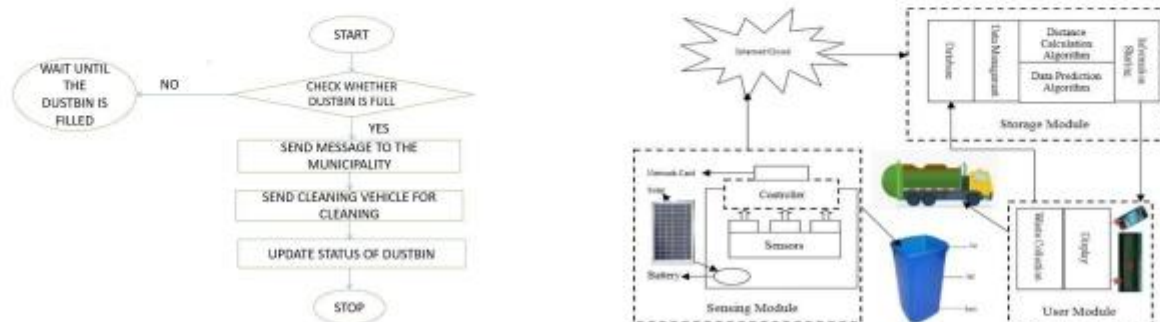 START
WAIT UNTIL
THE
DUSTBIN IS
FILLED
NO
CHECK WHETHER
DUSTBIN IS FULL
YES
SEND MESSAGE TO THE
MUNICIPALITY
SEND CLEANING VEHICLE FOR
CLEANING
UPDATE STATUS OF DUSTBIN
STOP
Database
Data Management
Distance
Calculation
Algorithm
Data Prediction
Algorithm
Information
Sharing
Storage Module
Network Card
Solar
Controller
Sensors
Battery
Sensing Module
Waste Collection
Display
User Module